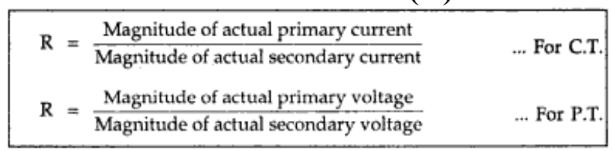 R = Magnitude of actual primary current / Magnitude of actual secondary current ... For C.T.
R = Magnitude of actual primary voltage / Magnitude of actual secondary voltage ... For P.T.